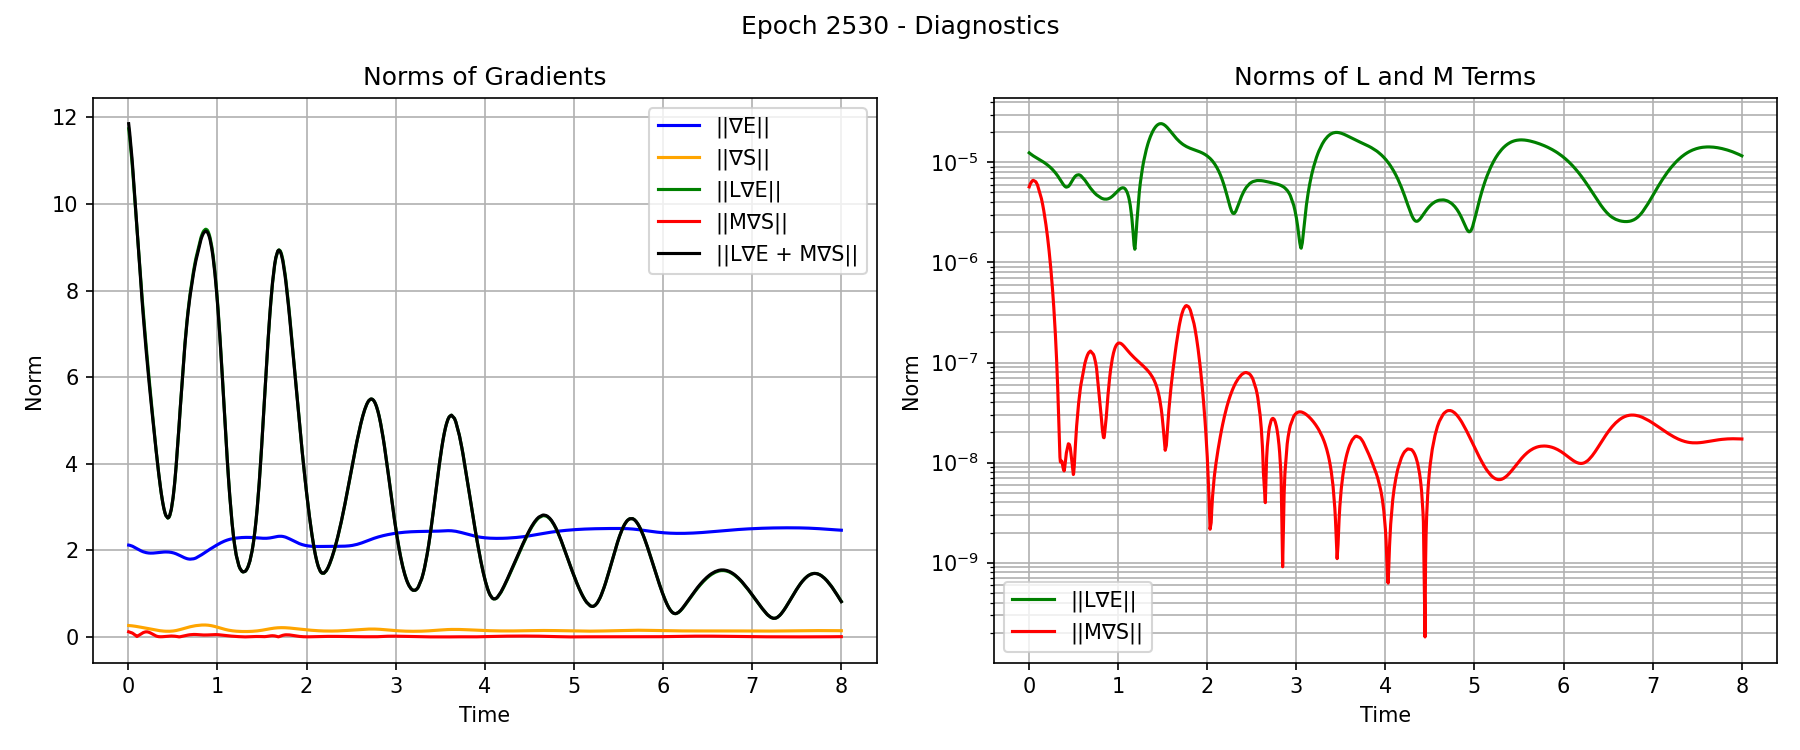 Epoch 2530 - Diagnostics
Norms of Gradients
12
10
8
6
4
2
0
Norm
0 1 2 3 4 5 6 7 8
Time
||∇E||
||∇S||
||L∇E||
||M∇S||
||L∇E + M∇S||
Norms of L and M Terms
10⁻⁵
10⁻⁶
10⁻⁷
10⁻⁸
10⁻⁹
Norm
||L∇E||
||M∇S||
0 1 2 3 4 5 6 7 8
Time